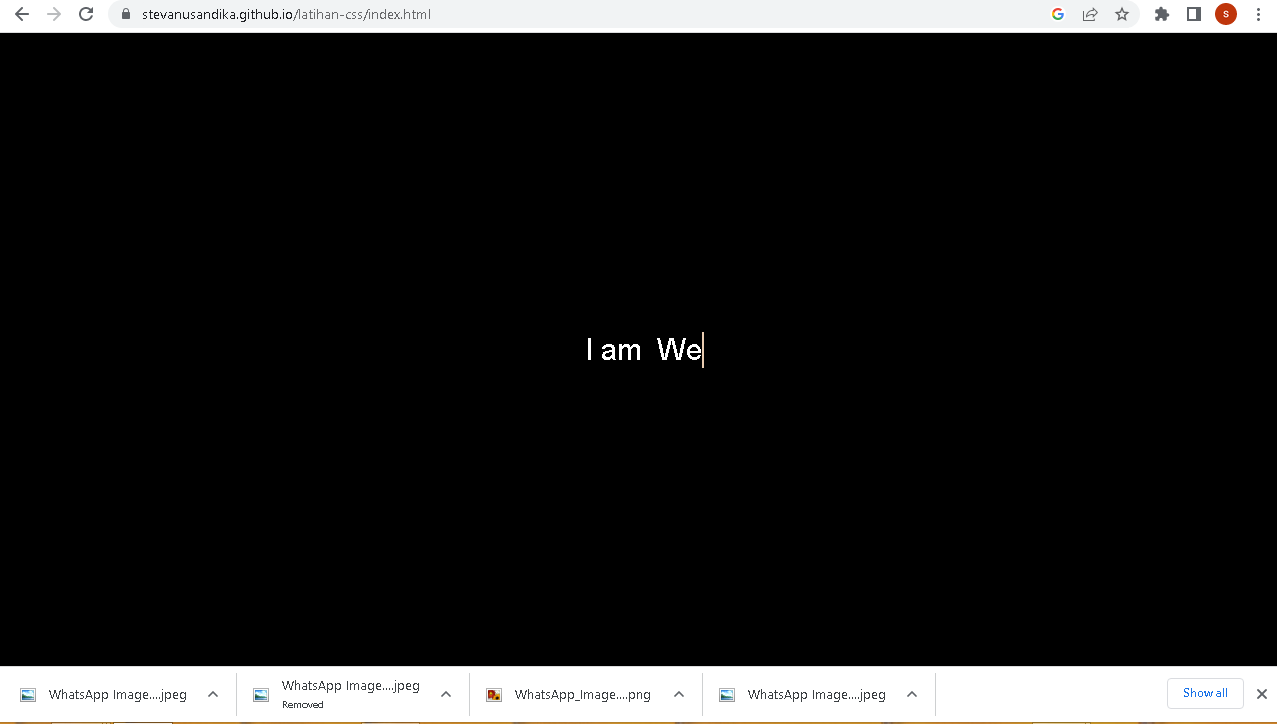 stevanusandika.github.io/latihan-css/index.html
S
I am  We
WhatsApp Image....jpeg
WhatsApp Image....jpeg
Removed
WhatsApp_Image....png
WhatsApp Image....jpeg
Show all